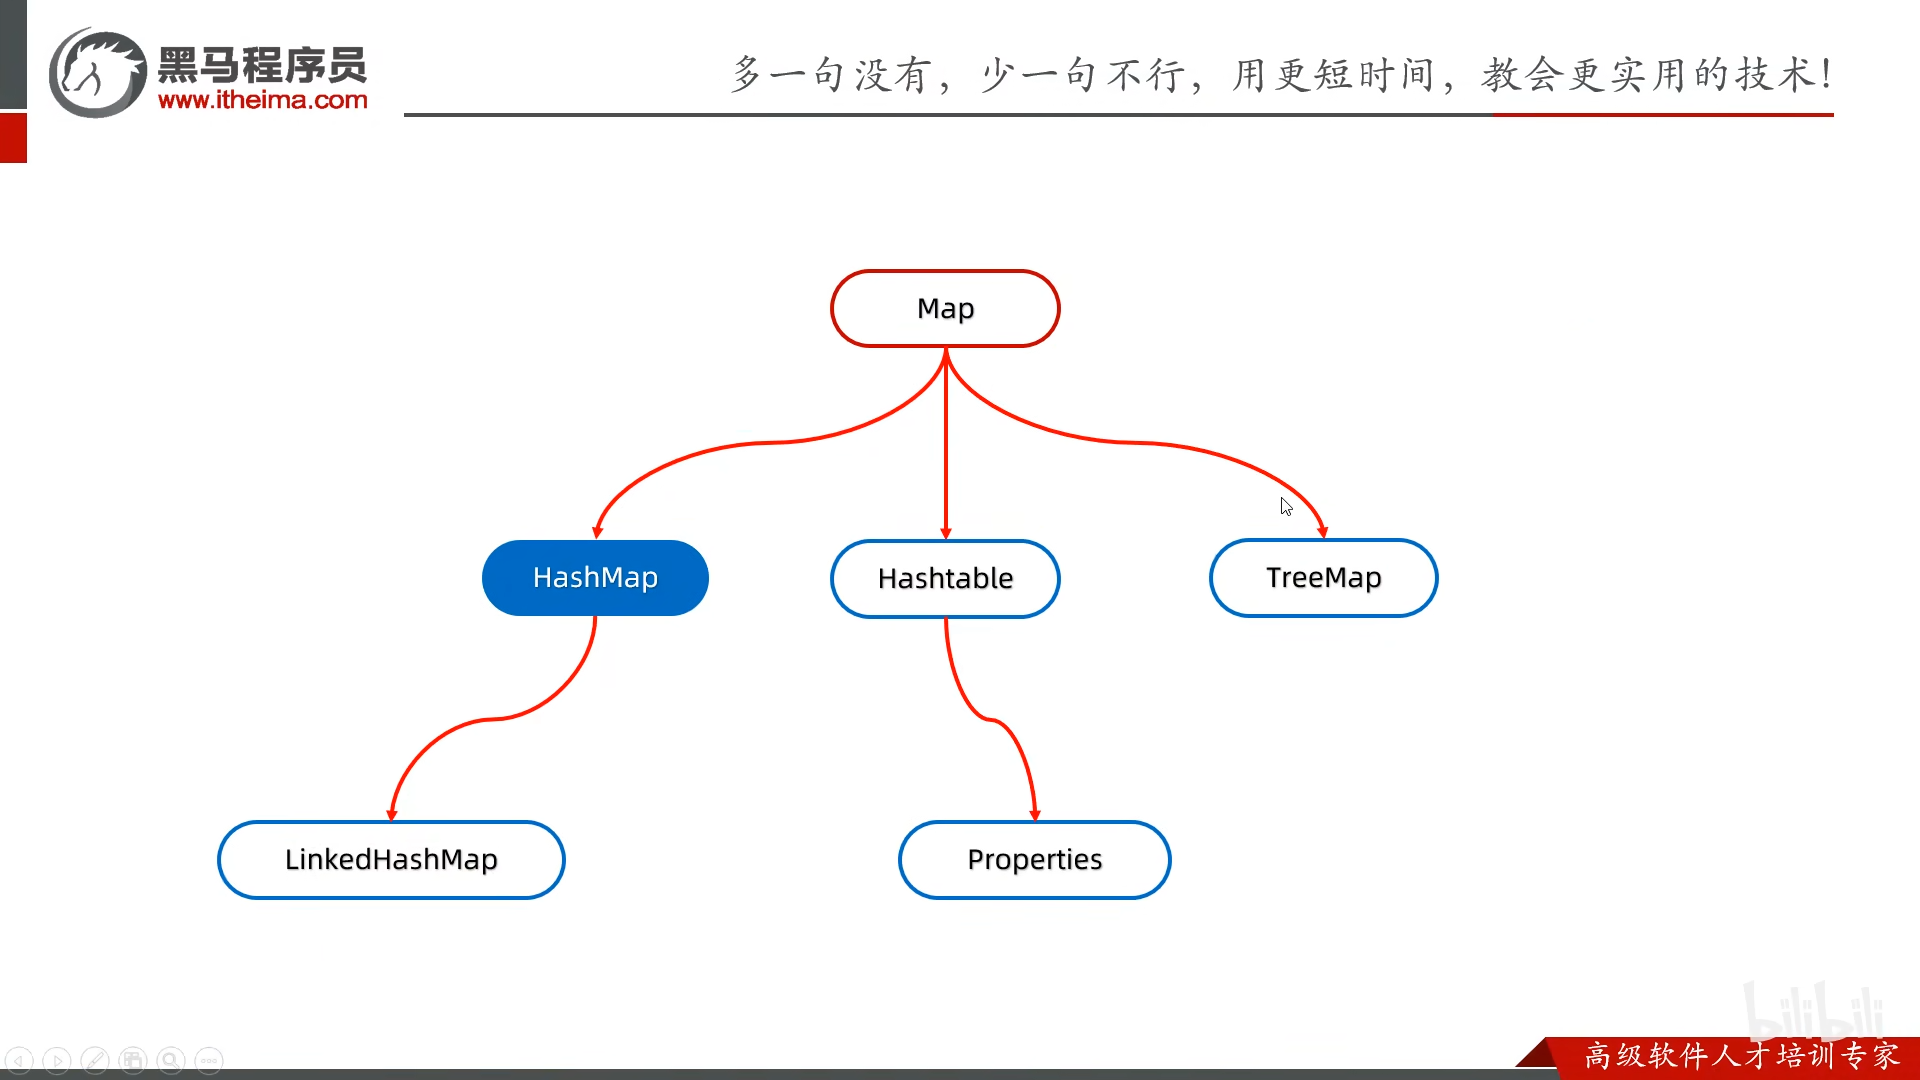 黑马程序员
www.itheima.com
多一句没有，少一句不行，用更短时间，教会更实用的技术！
Map
HashMap
Hashtable
TreeMap
LinkedHashMap
Properties
bilibili
高级软件人才培训专家